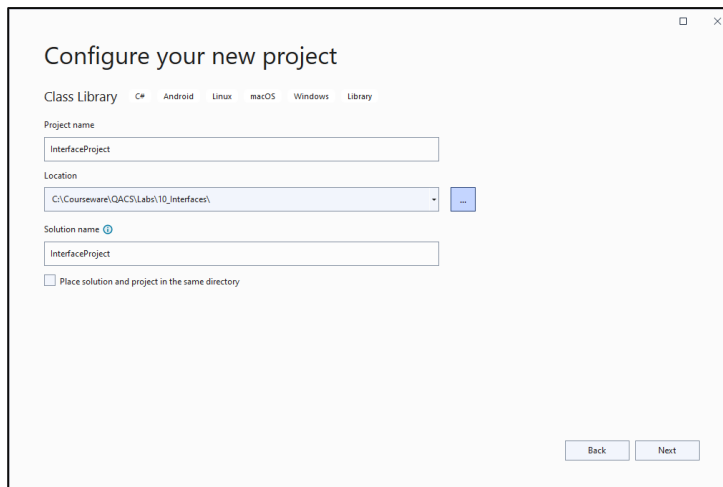 Configure your new project
Class Library C# Android Linux macOS Windows Library
Project name
InterfaceProject
Location
C:\Courseware\QACS\Labs\10_Interfaces\
...
Solution name
InterfaceProject
Place solution and project in the same directory
Back Next